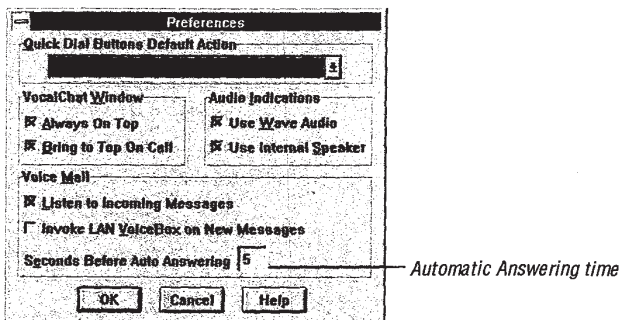 Preferences
Quick Dial Buttons Default Action
VocalChat Window
Always On Top
Bring to Top On Call
Audio Indications
Use Wave Audio
Use Internal Speaker
Voice Mail
Listen to Incoming Messages
Invoke LAN VoiceBox on New Messages
Seconds Before Auto Answering 5
Automatic Answering time
OK Cancel Help